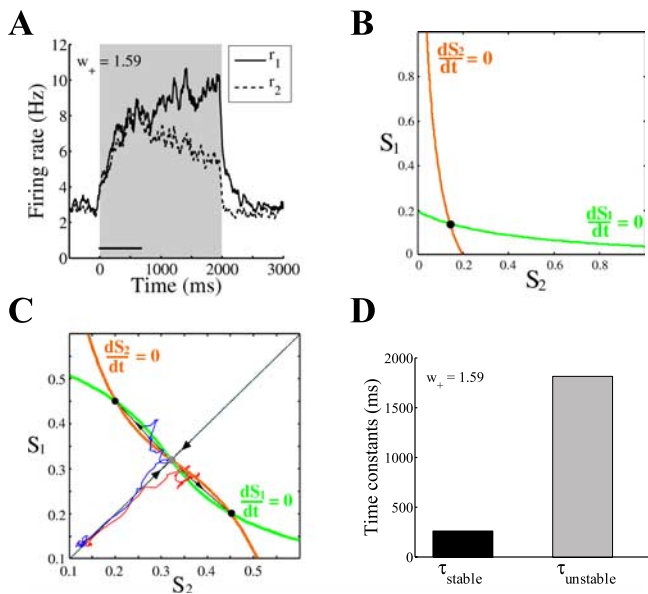 A
w+ = 1.59
r1
r2
Firing rate (Hz)
12
10
8
6
4
2
0
0
1000
2000
3000
Time (ms)
B
dS2/dt = 0
S1
0.8
0.6
0.4
0.2
0
dS1/dt = 0
0
0.2
0.4
0.6
0.8
S2
C
dS2/dt = 0
S1
0.5
0.4
0.3
0.2
0.1
dS1/dt = 0
0.1
0.2
0.3
0.4
0.5
S2
D
w+ = 1.59
Time constants (ms)
2000
1500
1000
500
0
τstable
τunstable